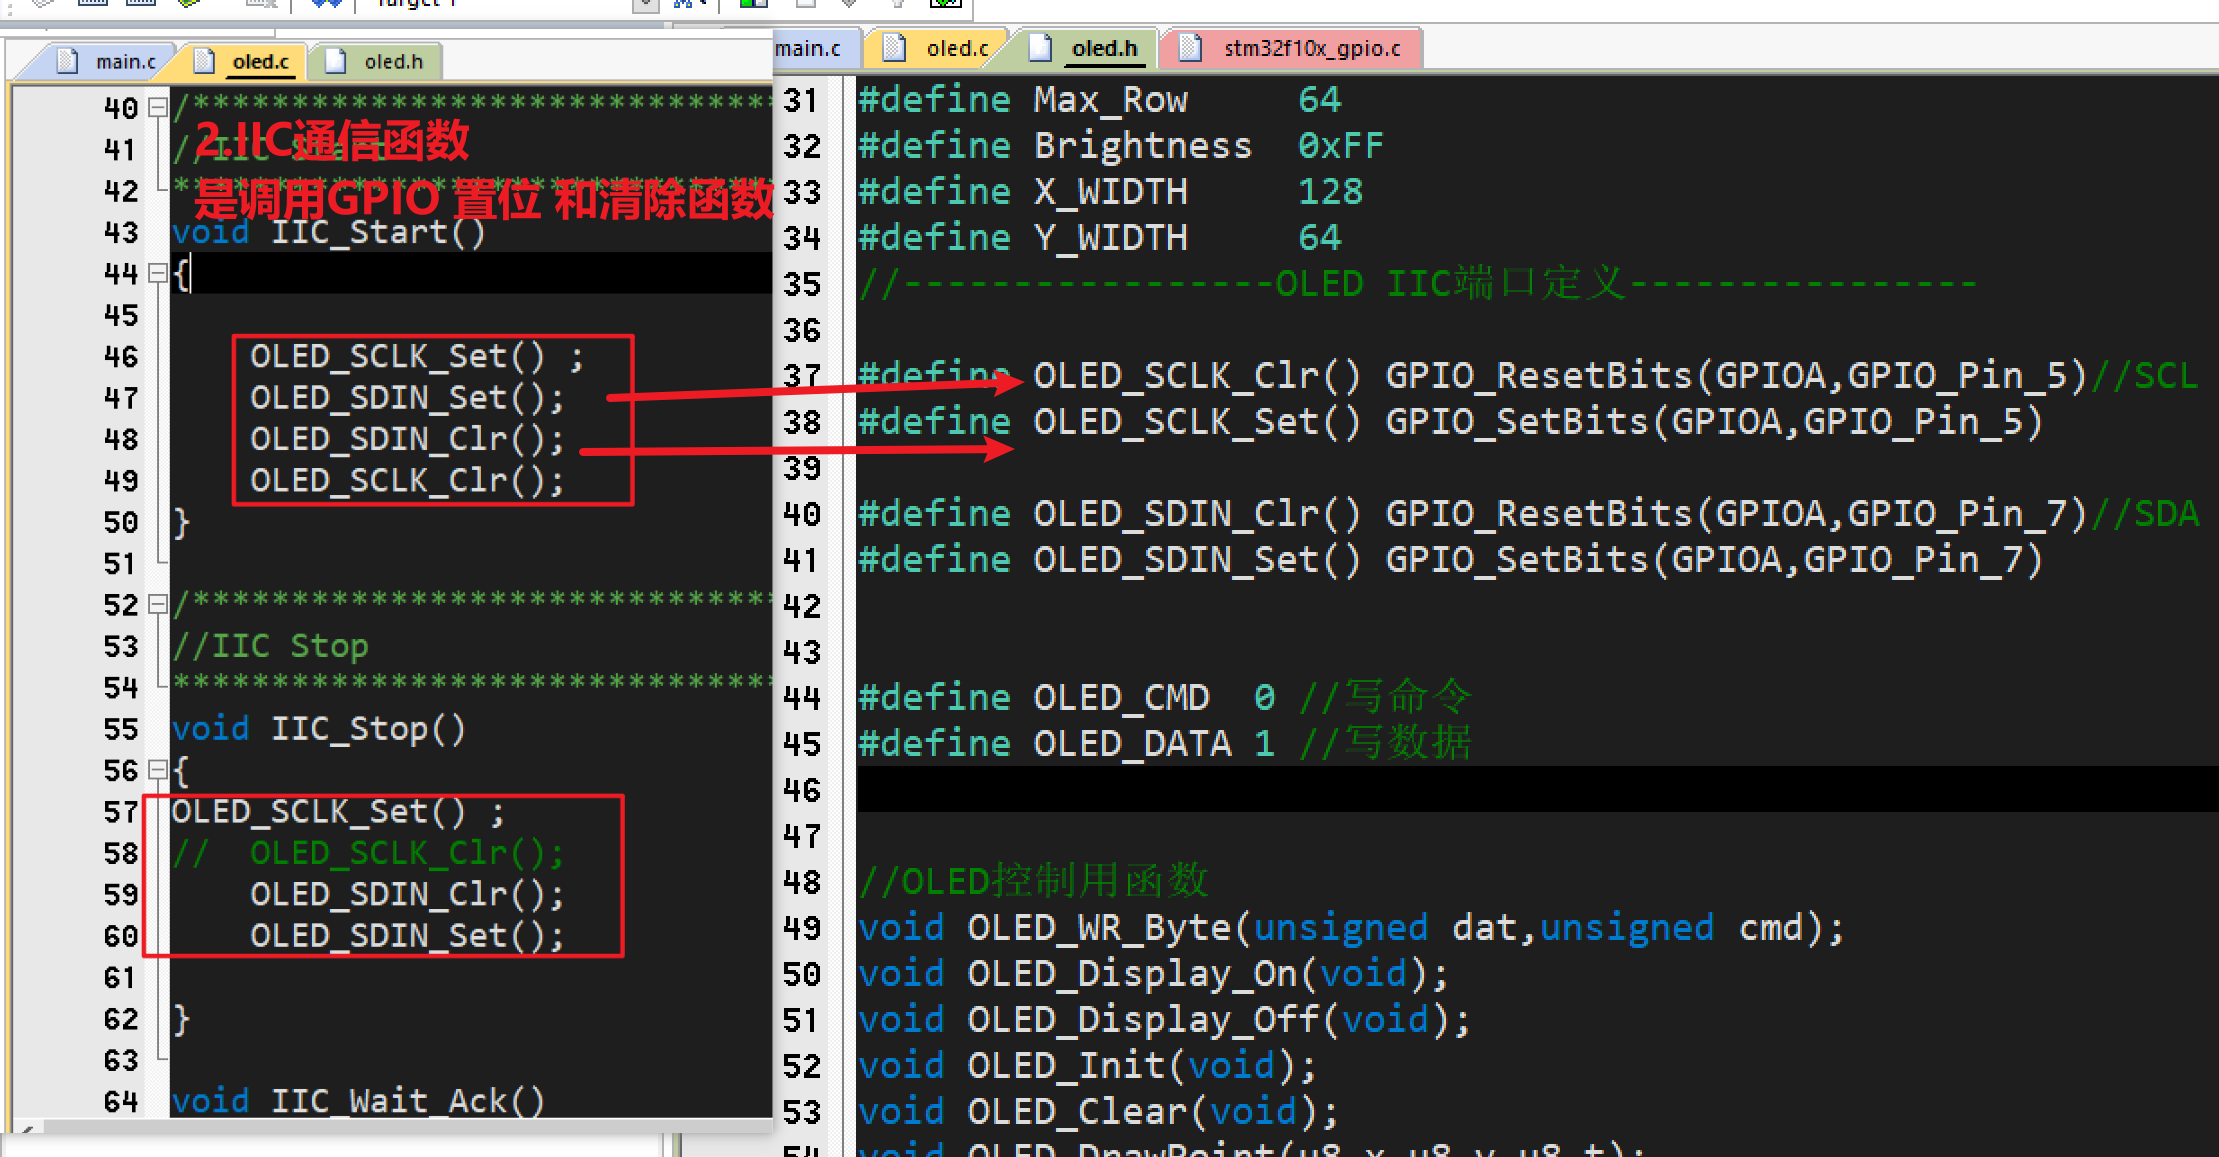 Target 1
main.c oled.c oled.h
40 /******************************
41 //IIC Start
2.IIC通信函数
42 ******************************
是调用GPIO 置位 和清除函数
43 void IIC_Start()
44 {
45
46 OLED_SCLK_Set() ;
47 OLED_SDIN_Set();
48 OLED_SDIN_Clr();
49 OLED_SCLK_Clr();
50 }
51
52 /******************************
53 //IIC Stop
54 *******************************
55 void IIC_Stop()
56 {
57 OLED_SCLK_Set() ;
58 // OLED_SCLK_Clr();
59 OLED_SDIN_Clr();
60 OLED_SDIN_Set();
61
62 }
63
64 void IIC_Wait_Ack()
main.c oled.c oled.h stm32f10x_gpio.c
31 #define Max_Row 64
32 #define Brightness 0xFF
33 #define X_WIDTH 128
34 #define Y_WIDTH 64
35 //-----------------OLED IIC端口定义----------------
36
37 #define OLED_SCLK_Clr() GPIO_ResetBits(GPIOA,GPIO_Pin_5)//SCL
38 #define OLED_SCLK_Set() GPIO_SetBits(GPIOA,GPIO_Pin_5)
39
40 #define OLED_SDIN_Clr() GPIO_ResetBits(GPIOA,GPIO_Pin_7)//SDA
41 #define OLED_SDIN_Set() GPIO_SetBits(GPIOA,GPIO_Pin_7)
42
43
44 #define OLED_CMD 0 //写命令
45 #define OLED_DATA 1 //写数据
46
47
48 //OLED控制用函数
49 void OLED_WR_Byte(unsigned dat,unsigned cmd);
50 void OLED_Display_On(void);
51 void OLED_Display_Off(void);
52 void OLED_Init(void);
53 void OLED_Clear(void);
54 void OLED_DrawPoint(u8 x,u8 y,u8 t);